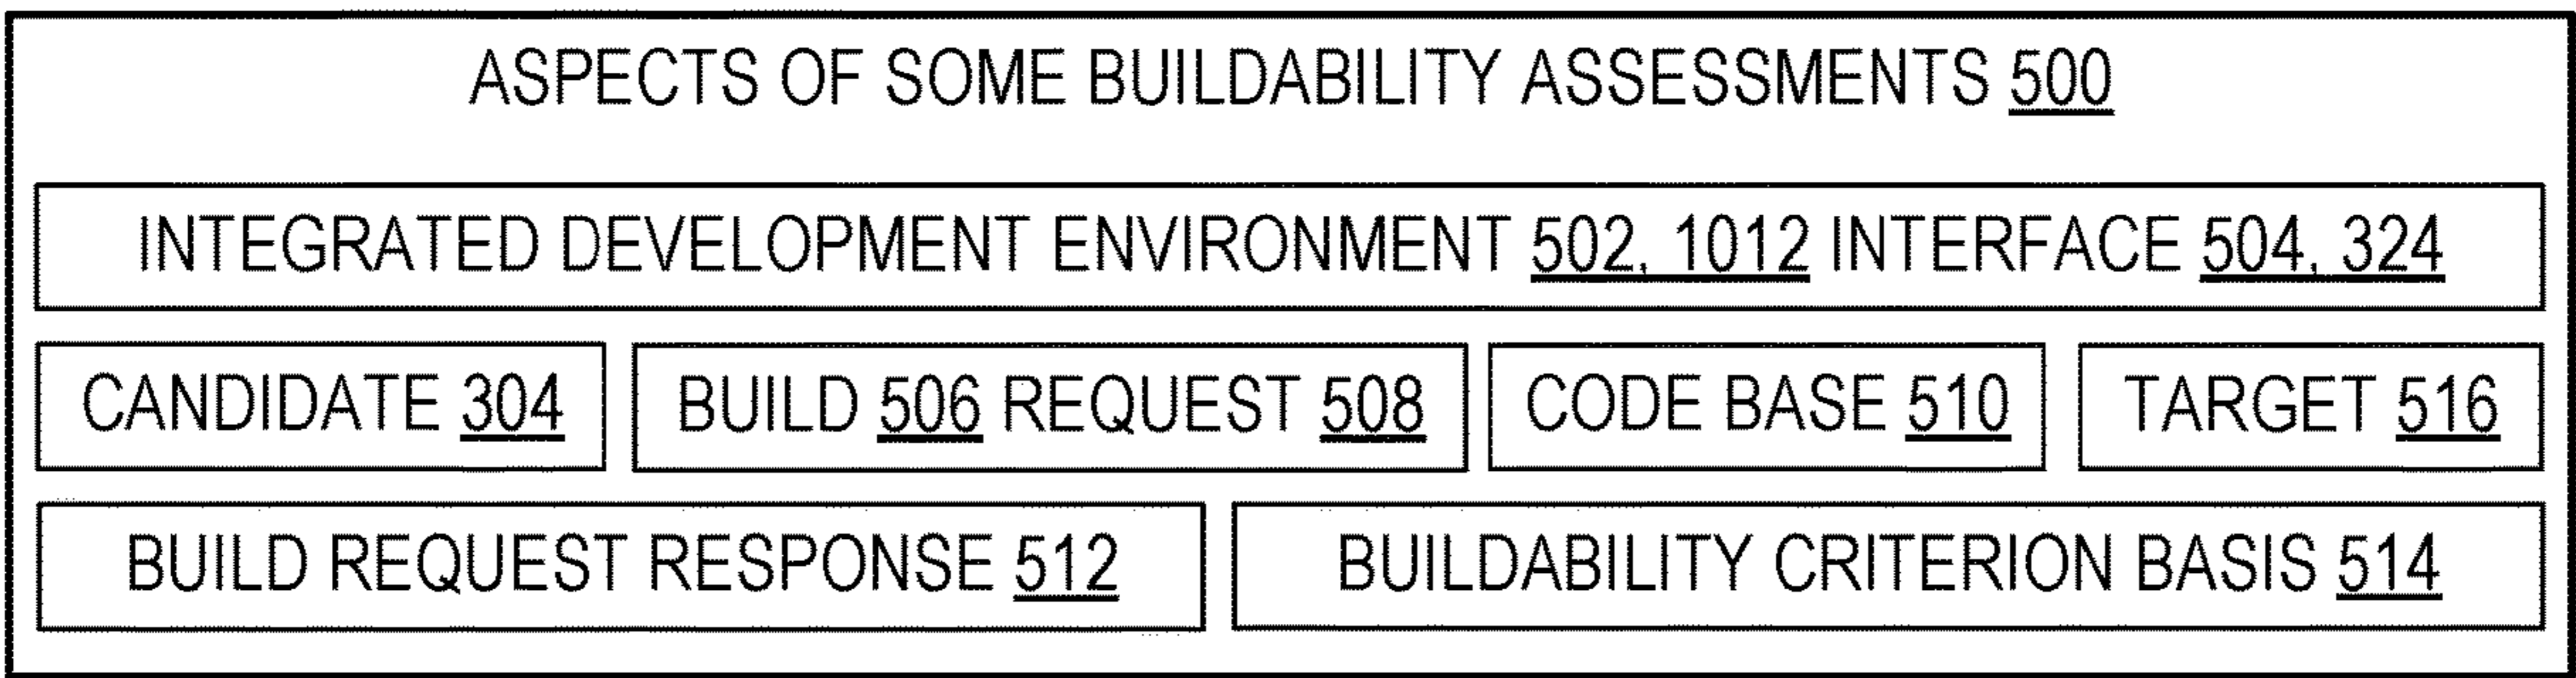 ASPECTS OF SOME BUILDABILITY ASSESSMENTS 500
INTEGRATED DEVELOPMENT ENVIRONMENT 502, 1012 INTERFACE 504, 324
CANDIDATE 304
BUILD 506 REQUEST 508
CODE BASE 510
TARGET 516
BUILD REQUEST RESPONSE 512
BUILDABILITY CRITERION BASIS 514